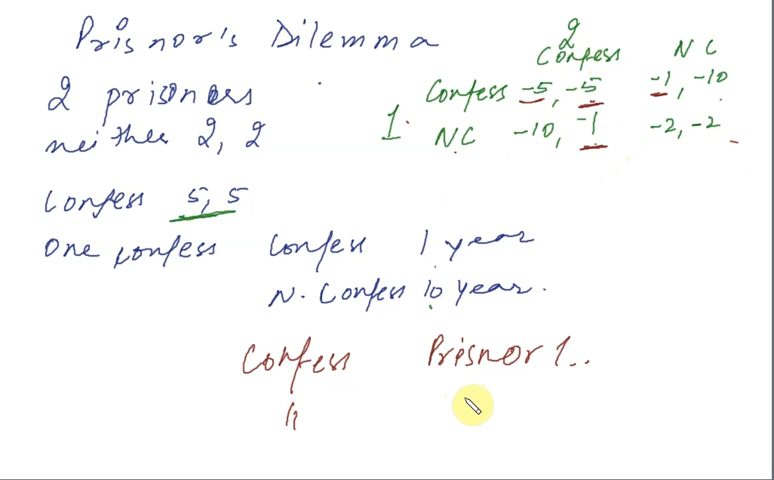 Prisnor's Dilemma
2 prisoners
neither 2, 2
Confess 5, 5
One confess Confess 1 year
N. Confess 10 year.
2
Confess NC
Confess -5, -5 -1, -10
1. NC -10, -1 -2, -2
Confess Prisnor 1..